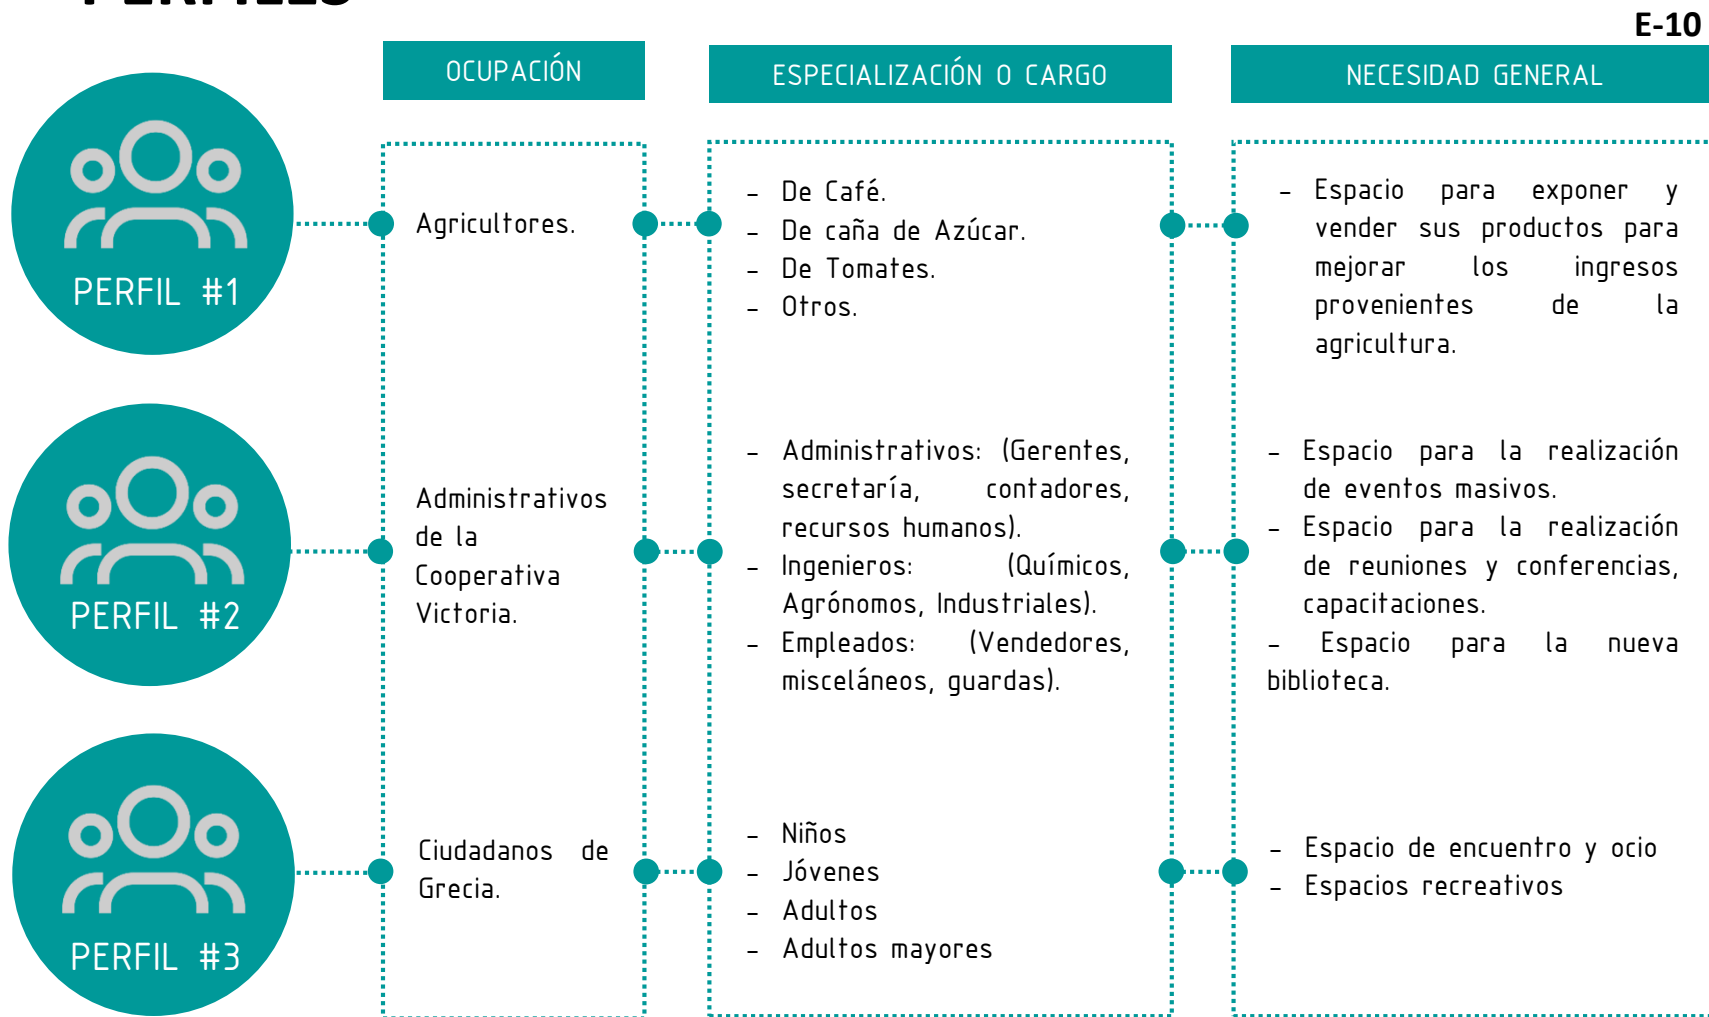 PERFILES
E-10
OCUPACIÓN
ESPECIALIZACIÓN O CARGO
NECESIDAD GENERAL
PERFIL #1
Agricultores.
- De Café.
- De caña de Azúcar.
- De Tomates.
- Otros.
- Espacio para exponer y
vender sus productos para
mejorar los ingresos
provenientes de la
agricultura.
PERFIL #2
Administrativos
de la
Cooperativa
Victoria.
- Administrativos: (Gerentes,
secretaría, contadores,
recursos humanos).
- Ingenieros: (Químicos,
Agrónomos, Industriales).
- Empleados: (Vendedores,
misceláneos, guardas).
- Espacio para la realización
de eventos masivos.
- Espacio para la realización
de reuniones y conferencias,
capacitaciones.
- Espacio para la nueva
biblioteca.
PERFIL #3
Ciudadanos de
Grecia.
- Niños
- Jóvenes
- Adultos
- Adultos mayores
- Espacio de encuentro y ocio
- Espacios recreativos